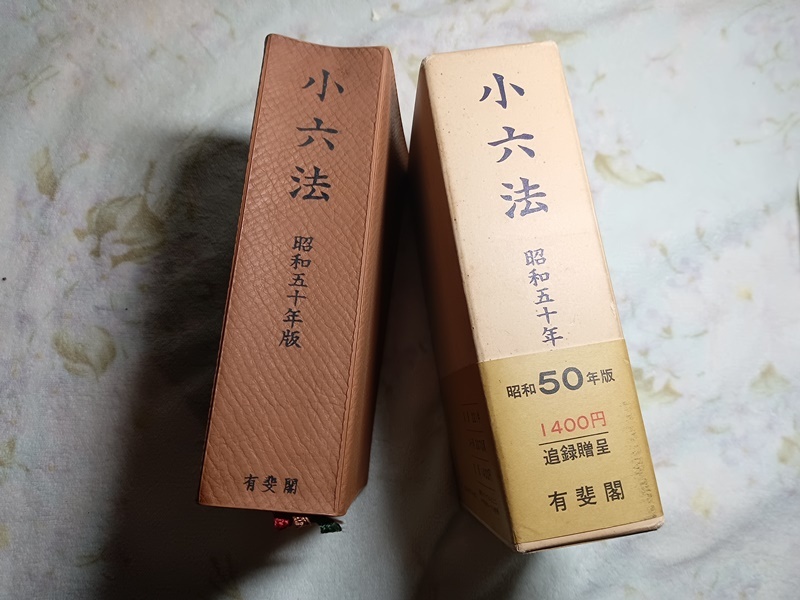 小六法
昭和五十年版
有斐閣
小六法
昭和五十年
昭和50年版
1400円
追録贈呈
有斐閣